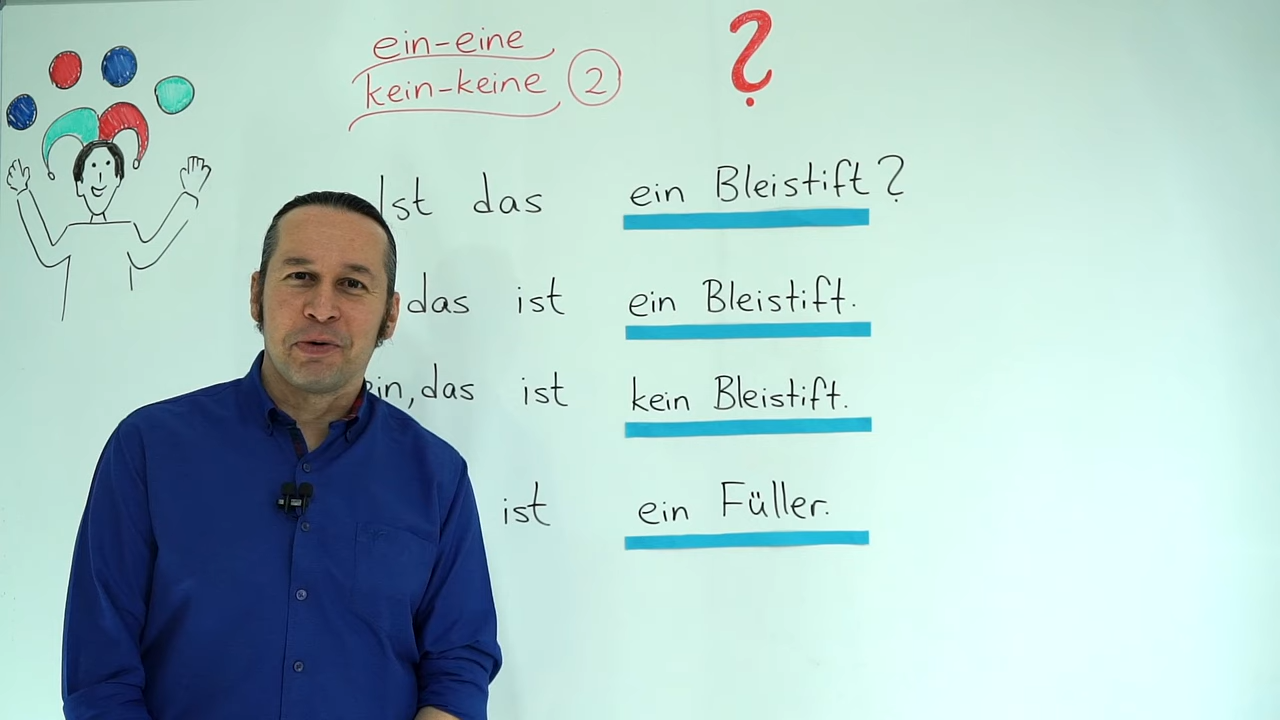 ein-eine
kein-keine 2
?
Ist das ein Bleistift?
das ist ein Bleistift.
das ist kein Bleistift.
ist ein Füller.